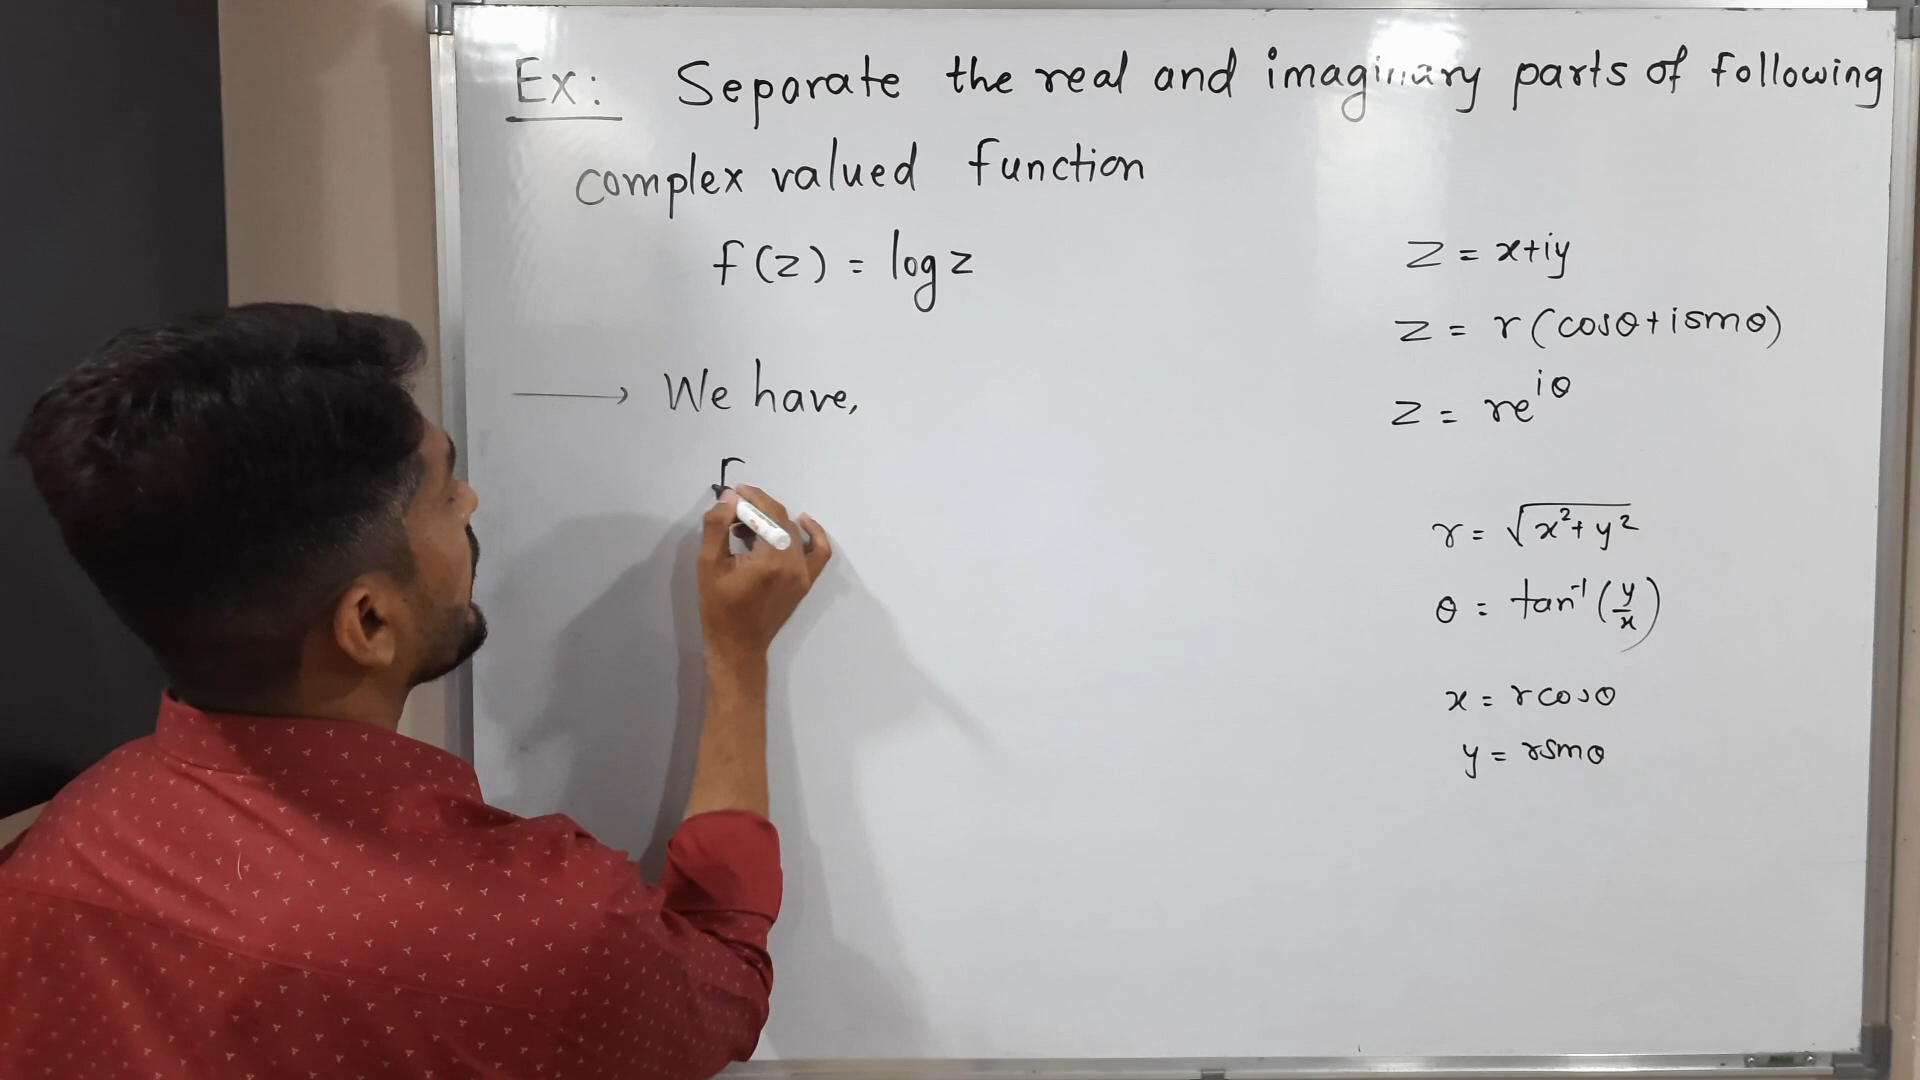 Ex: Separate the real and imaginary parts of following
complex valued function
f(z) = log z
→ We have,
z = x+iy
z = r(cosθ+isinθ)
z = re^{iθ}
r = √(x²+y²)
θ = tan⁻¹(y/x)
x = rcosθ
y = rsinθ